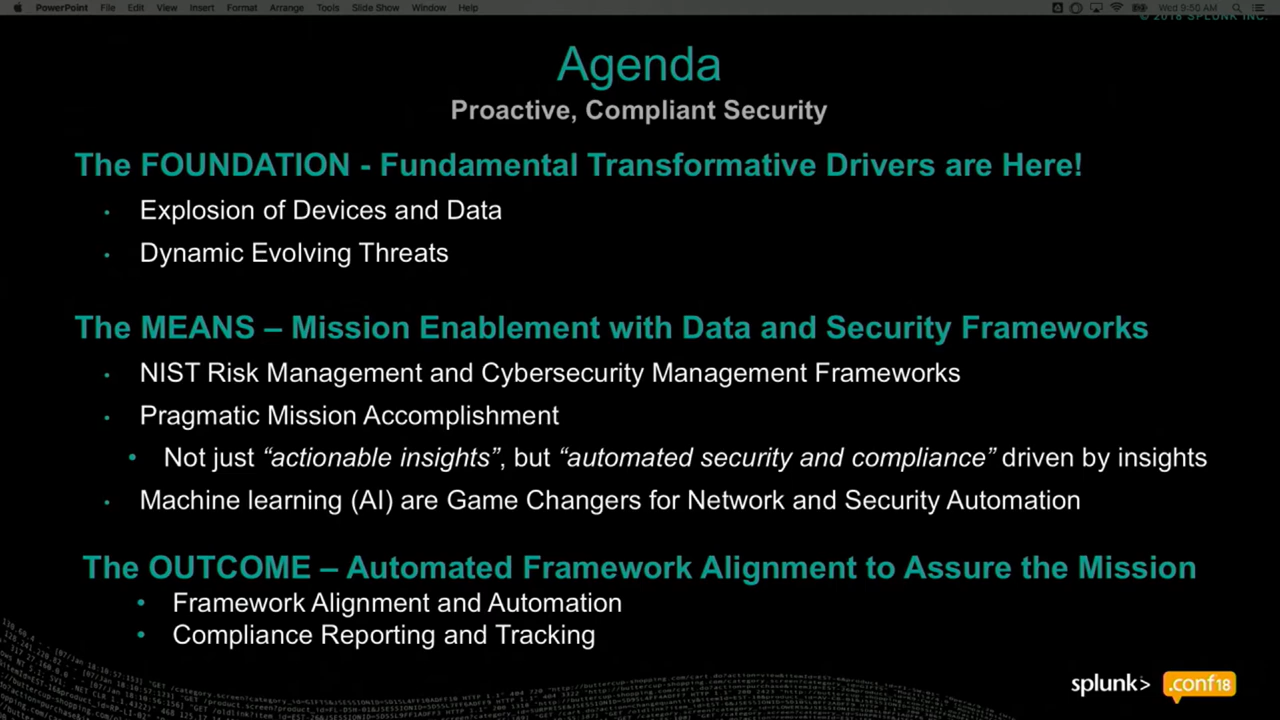 PowerPoint File Edit View Insert Format Arrange Tools Slide Show Window Help Wed 9:50 AM
© 2018 SPLUNK INC.
Agenda
Proactive, Compliant Security
The FOUNDATION - Fundamental Transformative Drivers are Here!
· Explosion of Devices and Data
· Dynamic Evolving Threats
The MEANS – Mission Enablement with Data and Security Frameworks
· NIST Risk Management and Cybersecurity Management Frameworks
· Pragmatic Mission Accomplishment
• Not just “actionable insights”, but “automated security and compliance” driven by insights
· Machine learning (AI) are Game Changers for Network and Security Automation
The OUTCOME – Automated Framework Alignment to Assure the Mission
• Framework Alignment and Automation
• Compliance Reporting and Tracking
splunk> .conf18